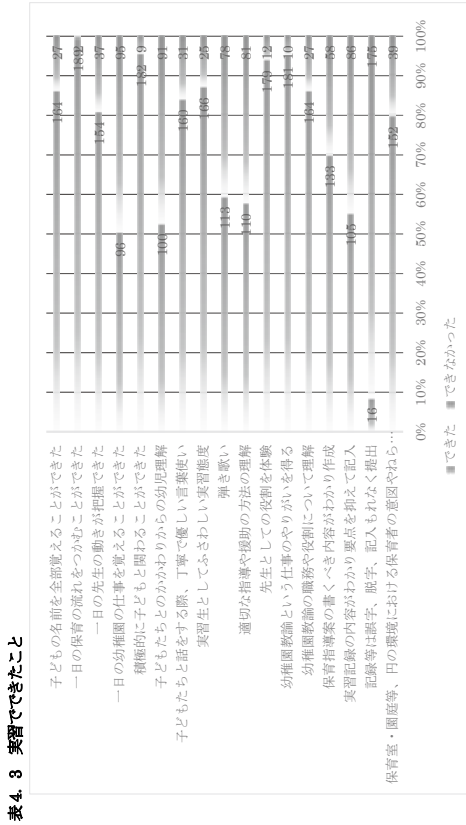 表4. 3 実習でできたこと
子どもの名前を全部覚えることができた 164 27
一日の保育の流れをつかむことができた 189 2
一日の先生の動きが把握できた 154 37
一日の幼稚園の仕事を覚えることができた 96 95
積極的に子どもと関わることができた 182 9
子どもたちとのかかわりからの幼児理解 100 91
子どもたちと話をする際、丁寧で優しい言葉使い 160 31
実習生としてふさわしい実習態度 166 25
弾き歌い 113 78
適切な指導や援助の方法の理解 110 81
先生としての役割を体験 179 12
幼稚園教諭という仕事のやりがいを得る 181 10
幼稚園教諭の職務や役割について理解 164 27
保育指導案の書くべき内容がわかり作成 133 58
実習記録の内容がわかり要点を抑えて記入 105 86
記録等は誤字、脱字、記入もれなく提出 16 175
保育室・園庭等、円の環境における保育者の意図やねら… 152 39
0% 10% 20% 30% 40% 50% 60% 70% 80% 90% 100%
できた できなかった